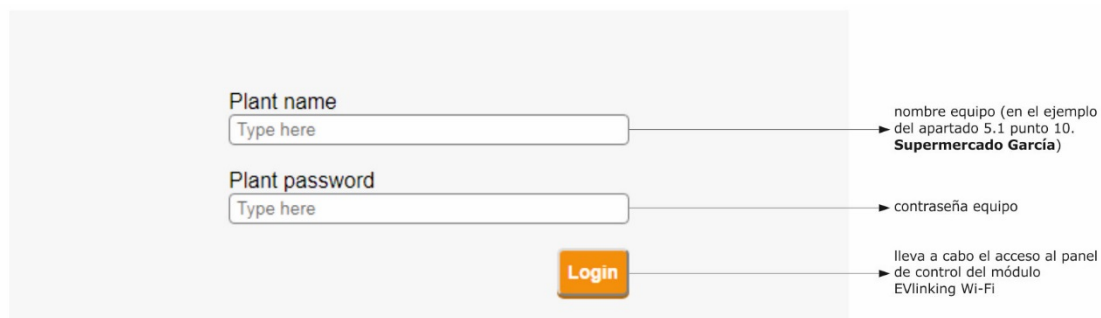 Plant name
Type here
nombre equipo (en el ejemplo
del apartado 5.1 punto 10.
Supermercado García)
Plant password
Type here
contraseña equipo
Login
lleva a cabo el acceso al panel
de control del módulo
EVlinking Wi-Fi